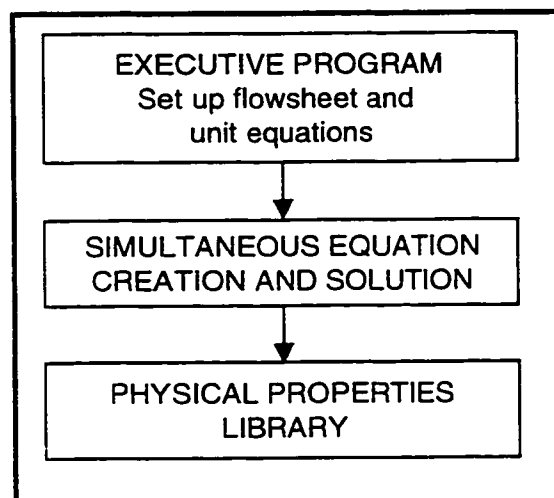 EXECUTIVE PROGRAM
Set up flowsheet and
unit equations
SIMULTANEOUS EQUATION
CREATION AND SOLUTION
PHYSICAL PROPERTIES
LIBRARY